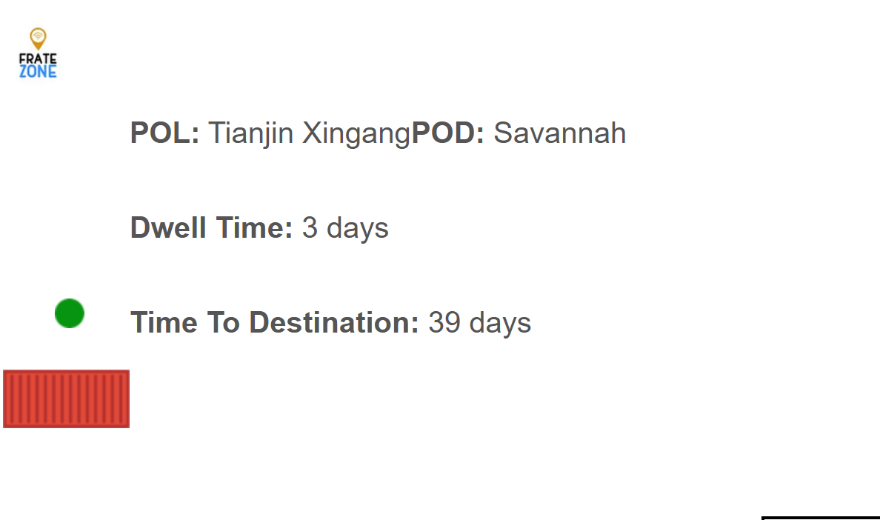 FRATE
ZONE
POL: Tianjin XingangPOD: Savannah
Dwell Time: 3 days
Time To Destination: 39 days